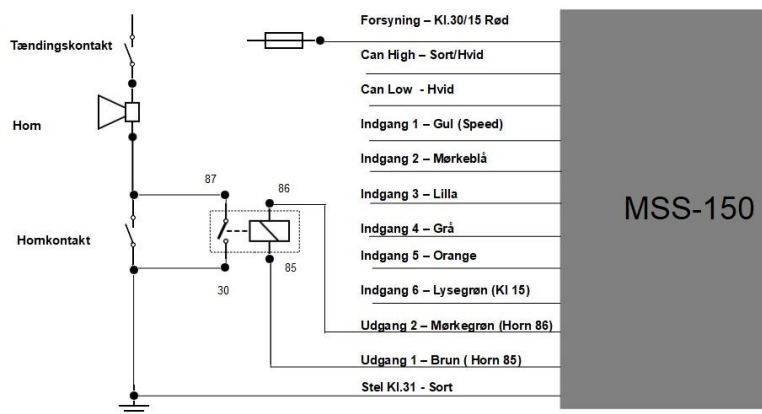 Forsyning – Kl.30/15 Rød
Tændingskontakt
Can High – Sort/Hvid
Can Low - Hvid
Horn
Indgang 1 – Gul (Speed)
Indgang 2 – Mørkeblå
87
86
Indgang 3 – Lilla
MSS-150
Indgang 4 – Grå
Hornkontakt
Indgang 5 – Orange
85
30
Indgang 6 – Lysegrøn (Kl 15)
Udgang 2 – Mørkegrøn (Horn 86)
Udgang 1 – Brun ( Horn 85)
Stel Kl.31 - Sort